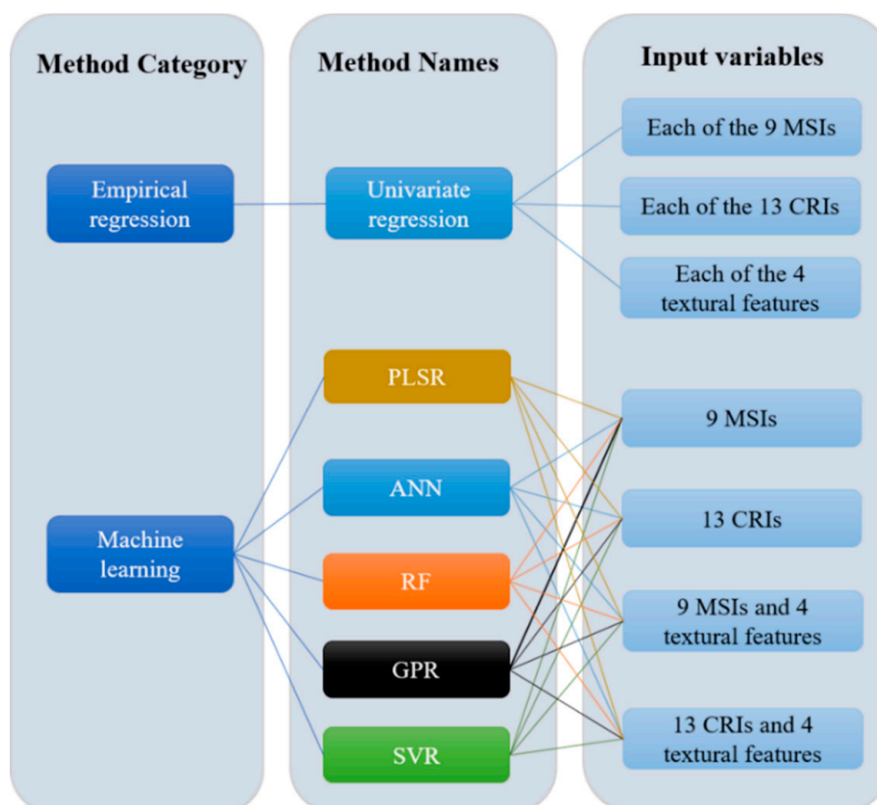 Method Category
Method Names
Input variables
Empirical
regression
Univariate
regression
Each of the 9 MSIs
Each of the 13 CRIs
Each of the 4
textural features
Machine
learning
PLSR
ANN
RF
GPR
SVR
9 MSIs
13 CRIs
9 MSIs and 4
textural features
13 CRIs and 4
textural features